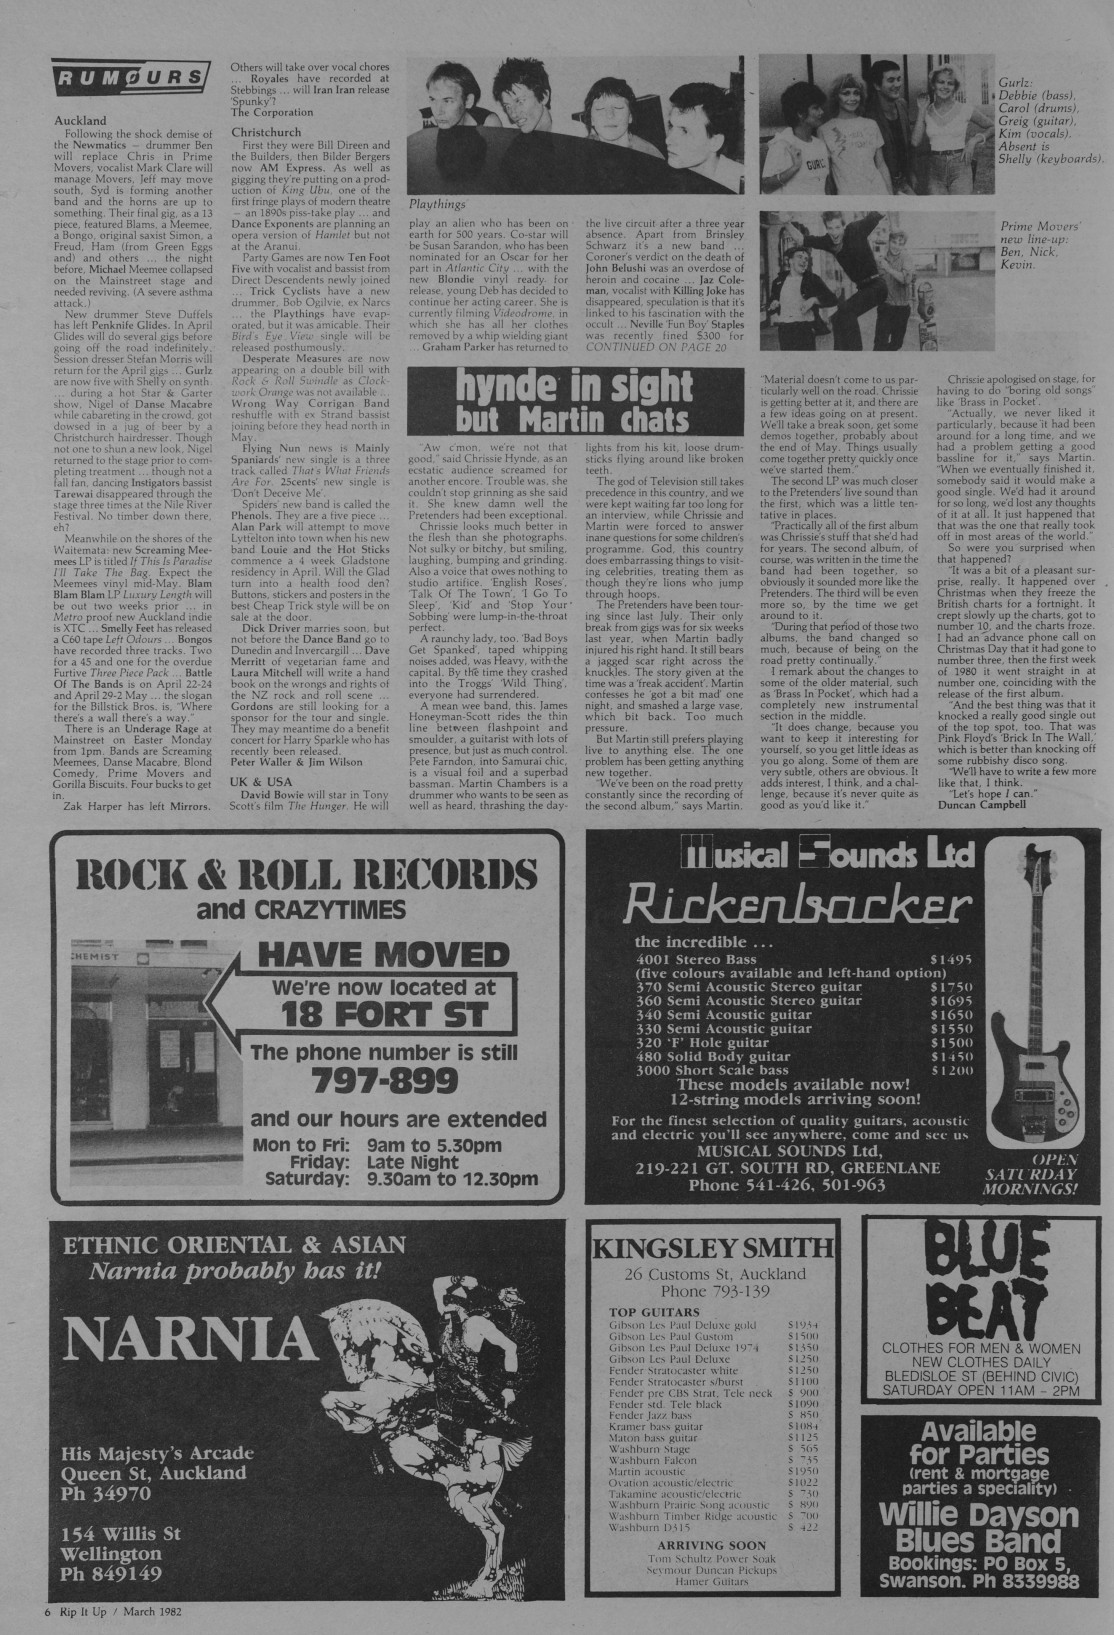 RUMOURS
Auckland
Following the shock demise of
the Newmatics — drummer Ben
will replace Chris in Prime
Movers, vocalist Mark Clare will
manage Movers, Jeff may move
south, Syd is forming another
band and the horns are up to
something. Their final gig, as a 13
piece, featured Blams, a Meemee,
a Bongo, original saxist Simon, a
Freud, Ham (from Green Eggs
and) and others ... the night
before, Michael Meemee collapsed
on the Mainstreet stage and
needed reviving. (A severe asthma
attack.)
New drummer Steve Duffels
has left Penknife Glides. In April
Glides will do several gigs before
going off the road indefinitely.
Session dresser Stefan Morris will
return for the April gigs ... Gurlz
are now five with Shelly on synth
... during a hot Star & Garter
show, Nigel of Danse Macabre
while cabareting in the crowd, got
dowsed in a jug of beer by a
Christchurch hairdresser. Though
not one to shun a new look, Nigel
returned to the stage prior to com-
pleting treatment ... though not a
fall fan, dancing Instigators bassist
Tarewai disappeared through the
stage three times at the Nile River
Festival. No timber down there,
eh?
Meanwhile on the shores of the
Waitemata: new Screaming Mee-
mees LP is titled If This Is Paradise
I'll Take The Bag. Expect the
Meemees vinyl mid-May. Blam
Blam Blam LP Luxury Length will
be out two weeks prior ... in
Metro proof new Auckland indie
is XTC ... Smelly Feet has released
a C60 tape Left Odours ... Bongos
have recorded three tracks. Two
for a 45 and one for the overdue
Furtive Three Piece Pack ... Battle
Of The Bands is on April 22-24
and April 29-2 May ... the slogan
for the Billstick Bros. is, "Where
there's a wall there's a way."
There is an Underage Rage at
Mainstreet on Easter Monday
from 1pm. Bands are Screaming
Meemees, Danse Macabre, Blond
Comedy, Prime Movers and
Gorilla Biscuits. Four bucks to get
in.
Zak Harper has left Mirrors.
Others will take over vocal chores
... Royales have recorded at
Stebbings ... will Iran Iran release
'Spunky'?
The Corporation
Christchurch
First they were Bill Direen and
the Builders, then Bilder Bergers
now AM Express. As well as
gigging they're putting on a prod-
uction of King Ubu, one of the
first fringe plays of modern theatre
— an 1890s piss-take play ... and
Dance Exponents are planning an
opera version of Hamlet but not
at the Aranui.
Party Games are now Ten Foot
Five with vocalist and bassist from
Direct Descendents newly joined
... Trick Cyclists have a new
drummer, Bob Ogilvie, ex Narcs
... the Playthings have evap-
orated, but it was amicable. Their
Bird's Eye View single will be
released posthumously.
Desperate Measures are now
appearing on a double bill with
Rock & Roll Swindle as Clock-
work Orange was not available ...
Wrong Way Corrigan Band
reshuffle with ex Strand bassist
joining before they head north in
May.
Flying Nun news is Mainly
Spaniards' new single is a three
track called That's What Friends
Are For. 25cents' new single is
'Don't Deceive Me'.
Spiders' new band is called the
Phenols. They are a five piece ...
Alan Park will attempt to move
Lyttelton into town when his new
band Louie and the Hot Sticks
commence a 4 week Gladstone
residency in April. Will the Glad
turn into a health food den?
Buttons, stickers and posters in the
best Cheap Trick style will be on
sale at the door.
Dick Driver marries soon, but
not before the Dance Band go to
Dunedin and Invercargill ... Dave
Merritt of vegetarian fame and
Laura Mitchell will write a hand
book on the wrongs and rights of
the NZ rock and roll scene ...
Gordons are still looking for a
sponsor for the tour and single.
They may meantime do a benefit
concert for Harry Sparkle who has
recently been released.
Peter Waller & Jim Wilson
UK & USA
David Bowie will star in Tony
Scott's film The Hunger. He will
Playthings
play an alien who has been on
earth for 500 years. Co-star will
be Susan Sarandon, who has been
nominated for an Oscar for her
part in Atlantic City ... with the
new Blondie vinyl ready for
release, young Deb has decided to
continue her acting career. She is
currently filming Videodrome, in
which she has all her clothes
removed by a whip wielding giant
... Graham Parker has returned to
the live circuit after a three year
absence. Apart from Brinsley
Schwarz it's a new band ...
Coroner's verdict on the death of
John Belushi was an overdose of
heroin and cocaine ... Jaz Cole-
man, vocalist with Killing Joke has
disappeared, speculation is that it's
linked to his fascination with the
occult ... Neville 'Fun Boy' Staples
was recently fined $300 for
CONTINUED ON PAGE 20
Gurlz:
Debbie (bass),
Carol (drums),
Greig (guitar),
Kim (vocals).
Absent is
Shelly (keyboards).
GURL
Prime Movers'
new line-up:
Ben, Nick,
Kevin.
hynde in sight
but Martin chats
"Aw c'mon, we're not that
good," said Chrissie Hynde, as an
ecstatic audience screamed for
another encore. Trouble was, she
couldn't stop grinning as she said
it. She knew damn well the
Pretenders had been exceptional.
Chrissie looks much better in
the flesh than she photographs.
Not sulky or bitchy, but smiling,
laughing, bumping and grinding.
Also a voice that owes nothing to
studio artifice. 'English Roses',
'Talk Of The Town', 'I Go To
Sleep', 'Kid' and 'Stop Your
Sobbing' were lump-in-the-throat
perfect.
A raunchy lady, too. 'Bad Boys
Get Spanked', taped whipping
noises added, was Heavy, with the
capital. By the time they crashed
into the Troggs' 'Wild Thing',
everyone had surrendered.
A mean wee band, this. James
Honeyman-Scott rides the thin
line between flashpoint and
smoulder, a guitarist with lots of
presence, but just as much control.
Pete Farndon, into Samurai chic,
is a visual foil and a superbad
bassman. Martin Chambers is a
drummer who wants to be seen as
well as heard, thrashing the day-
lights from his kit, loose drum-
sticks flying around like broken
teeth.
The god of Television still takes
precedence in this country, and we
were kept waiting far too long for
an interview, while Chrissie and
Martin were forced to answer
inane questions for some children's
programme. God, this country
does embarrassing things to visit-
ing celebrities, treating them as
though they're lions who jump
through hoops.
The Pretenders have been tour-
ing since last July. Their only
break from gigs was for six weeks
last year, when Martin badly
injured his right hand. It still bears
a jagged scar right across the
knuckles. The story given at the
time was a 'freak accident'. Martin
confesses he 'got a bit mad' one
night, and smashed a large vase,
which bit back. Too much
pressure.
But Martin still prefers playing
live to anything else. The one
problem has been getting anything
new together.
"We've been on the road pretty
constantly since the recording of
the second album," says Martin.
"Material doesn't come to us par-
ticularly well on the road. Chrissie
is getting better at it, and there are
a few ideas going on at present.
We'll take a break soon, get some
demos together, probably about
the end of May. Things usually
come together pretty quickly once
we've started them."
The second LP was much closer
to the Pretenders' live sound than
the first, which was a little ten-
tative in places.
"Practically all of the first album
was Chrissie's stuff that she'd had
for years. The second album, of
course, was written in the time the
band had been together, so
obviously it sounded more like the
Pretenders. The third will be even
more so, by the time we get
around to it.
"During that period of those two
albums, the band changed so
much, because of being on the
road pretty continually."
I remark about the changes to
some of the older material, such
as 'Brass In Pocket', which had a
completely new instrumental
section in the middle.
"It does change, because you
want to keep it interesting for
yourself, so you get little ideas as
you go along. Some of them are
very subtle, others are obvious. It
adds interest, I think, and a chal-
lenge, because it's never quite as
good as you'd like it."
Chrissie apologised on stage, for
having to do "boring old songs"
like 'Brass in Pocket'.
"Actually, we never liked it
particularly, because it had been
around for a long time, and we
had a problem getting a good
bassline for it," says Martin.
"When we eventually finished it,
somebody said it would make a
good single. We'd had it around
for so long, we'd lost any thoughts
of it at all. It just happened that
that was the one that really took
off in most areas of the world."
So were you surprised when
that happened?
"It was a bit of a pleasant sur-
prise, really. It happened over
Christmas when they freeze the
British charts for a fortnight. It
crept slowly up the charts, got to
number 10, and the charts froze.
I had an advance phone call on
Christmas Day that it had gone to
number three, then the first week
of 1980 it went straight in at
number one, coinciding with the
release of the first album.
"And the best thing was that it
knocked a really good single out
of the top spot, too. That was
Pink Floyd's 'Brick In The Wall,'
which is better than knocking off
some rubbishy disco song.
"We'll have to write a few more
like that, I think.
"Let's hope I can."
Duncan Campbell
ROCK & ROLL RECORDS
and CRAZYTIMES
CHEMIST
HAVE MOVED
We're now located at
18 FORT ST
The phone number is still
797-899
and our hours are extended
Mon to Fri: 9am to 5.30pm
Friday: Late Night
Saturday: 9.30am to 12.30pm
Musical Sounds Ltd
Rickenbacker
the incredible ...
4001 Stereo Bass $1495
(five colours available and left-hand option)
370 Semi Acoustic Stereo guitar $1750
360 Semi Acoustic Stereo guitar $1695
340 Semi Acoustic guitar $1650
330 Semi Acoustic guitar $1550
320 'F' Hole guitar $1500
480 Solid Body guitar $1450
3000 Short Scale bass $1200
These models available now!
12-string models arriving soon!
For the finest selection of quality guitars, acoustic
and electric you'll see anywhere, come and see us
MUSICAL SOUNDS Ltd,
219-221 GT. SOUTH RD, GREENLANE
Phone 541-426, 501-963
OPEN
SATURDAY
MORNINGS!
ETHNIC ORIENTAL & ASIAN
Narnia probably has it!
NARNIA
His Majesty's Arcade
Queen St, Auckland
Ph 34970
154 Willis St
Wellington
Ph 849149
KINGSLEY SMITH
26 Customs St, Auckland
Phone 793-139
TOP GUITARS
Gibson Les Paul Deluxe gold $1934
Gibson Les Paul Custom $1500
Gibson Les Paul Deluxe 1974 $1350
Gibson Les Paul Deluxe $1250
Fender Stratocaster white $1250
Fender Stratocaster s/burst $1100
Fender pre CBS Strat, Tele neck $ 900
Fender std. Tele black $1090
Fender Jazz bass $ 850
Kramer bass guitar $1084
Maton bass guitar $1125
Washburn Stage $ 565
Washburn Falcon $ 735
Martin acoustic $1950
Ovation acoustic/electric $1022
Takamine acoustic/electric $ 730
Washburn Prairie Song acoustic $ 890
Washburn Timber Ridge acoustic $ 700
Washburn D315 $ 422
ARRIVING SOON
Tom Schultz Power Soak
Seymour Duncan Pickups
Hamer Guitars
BLUE
BEAT
CLOTHES FOR MEN & WOMEN
NEW CLOTHES DAILY
BLEDISLOE ST (BEHIND CIVIC)
SATURDAY OPEN 11AM – 2PM
Available
for Parties
(rent & mortgage
parties a speciality)
Willie Dayson
Blues Band
Bookings: PO Box 5,
Swanson. Ph 8339988
6 Rip It Up / March 1982